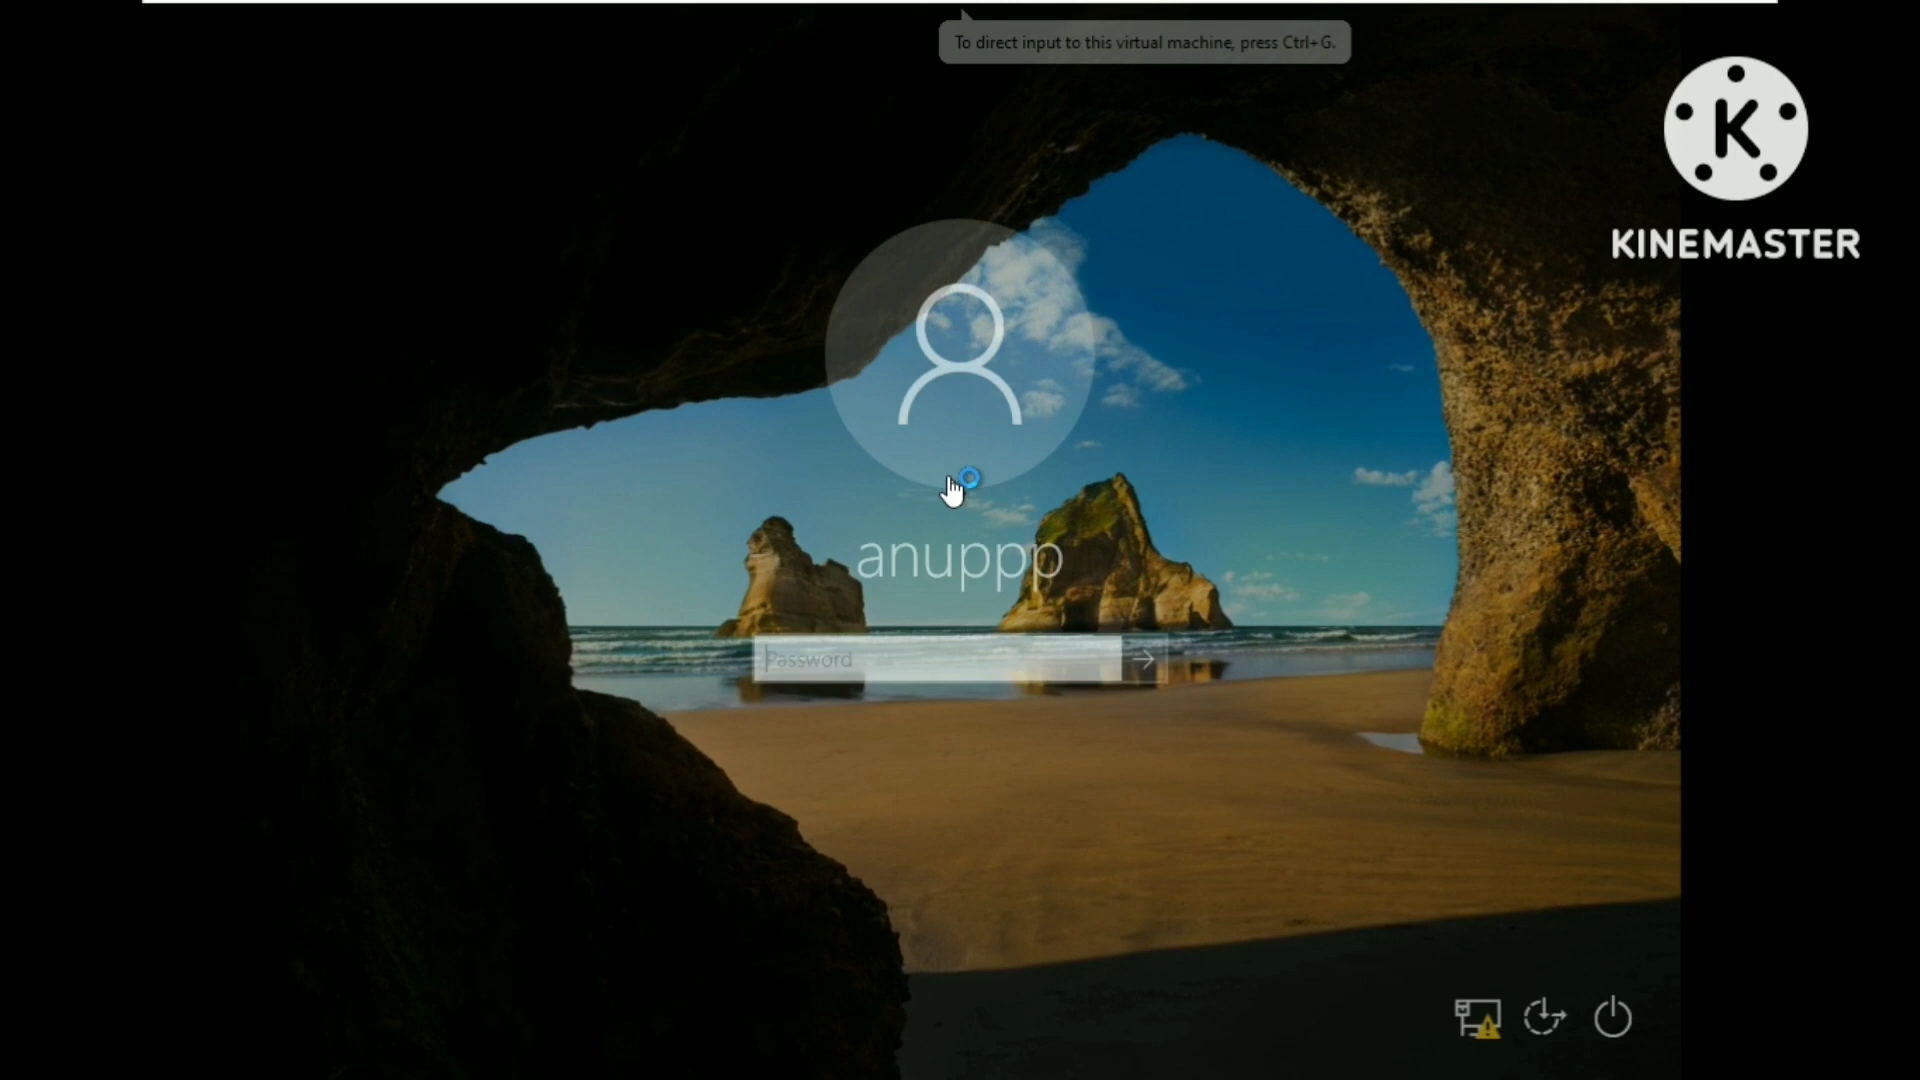 To direct input to this virtual machine, press Ctrl+G.
K
KINEMASTER
anuppp
Password